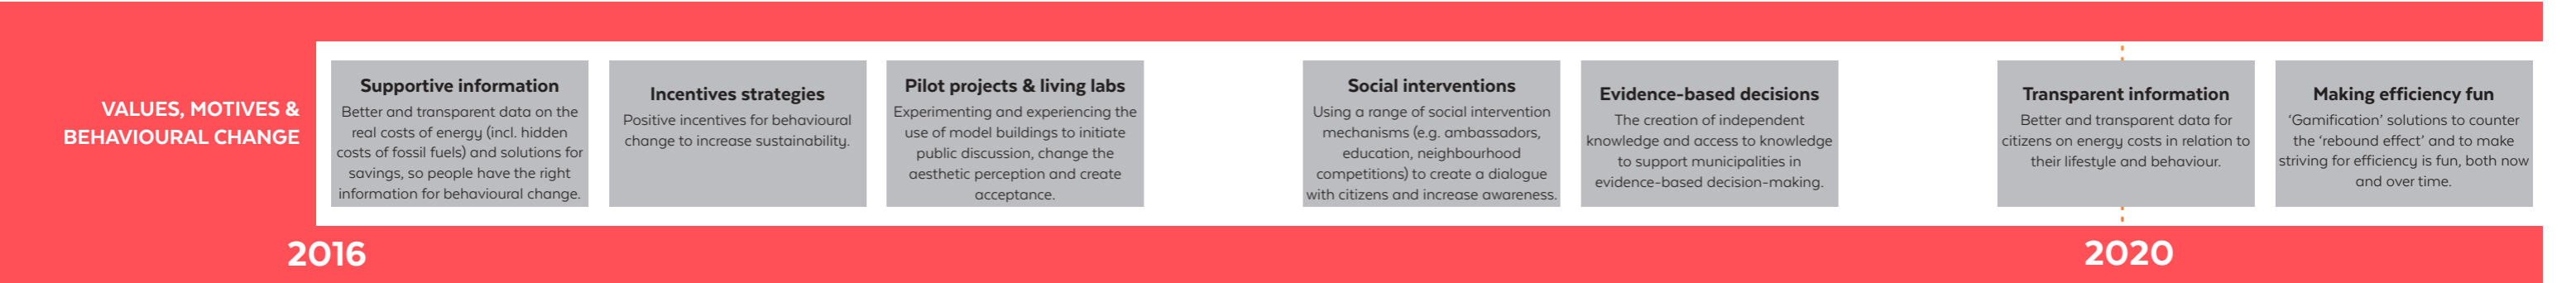 VALUES, MOTIVES &
BEHAVIOURAL CHANGE
Supportive information
Better and transparent data on the
real costs of energy (incl. hidden
costs of fossil fuels) and solutions for
savings, so people have the right
information for behavioural change.
Incentives strategies
Positive incentives for behavioural
change to increase sustainability.
Pilot projects & living labs
Experimenting and experiencing the
use of model buildings to initiate
public discussion, change the
aesthetic perception and create
acceptance.
Social interventions
Using a range of social intervention
mechanisms (e.g. ambassadors,
education, neighbourhood
competitions) to create a dialogue
with citizens and increase awareness.
Evidence-based decisions
The creation of independent
knowledge and access to knowledge
to support municipalities in
evidence-based decision-making.
Transparent information
Better and transparent data for
citizens on energy costs in relation to
their lifestyle and behaviour.
Making efficiency fun
‘Gamification’ solutions to counter
the ‘rebound effect’ and to make
striving for efficiency is fun, both now
and over time.
2016
2020